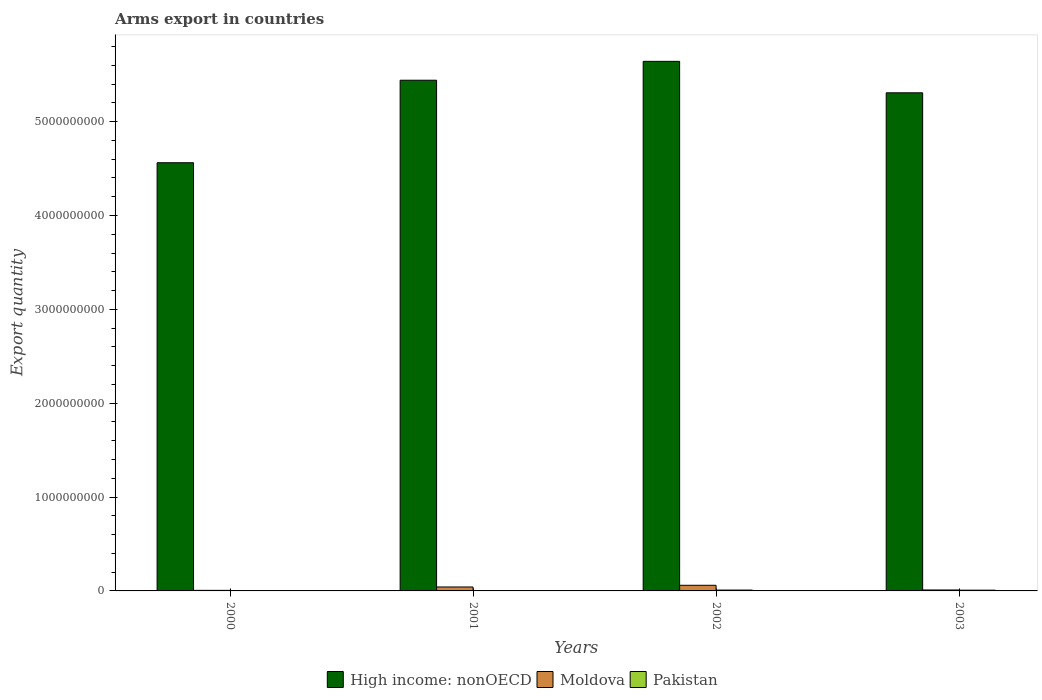 Arms export in countries
Export quantity
5000000000
4000000000
3000000000
2000000000
1000000000
0
2000
2001
2002
2003
Years
High income: nonOECD
Moldova
Pakistan